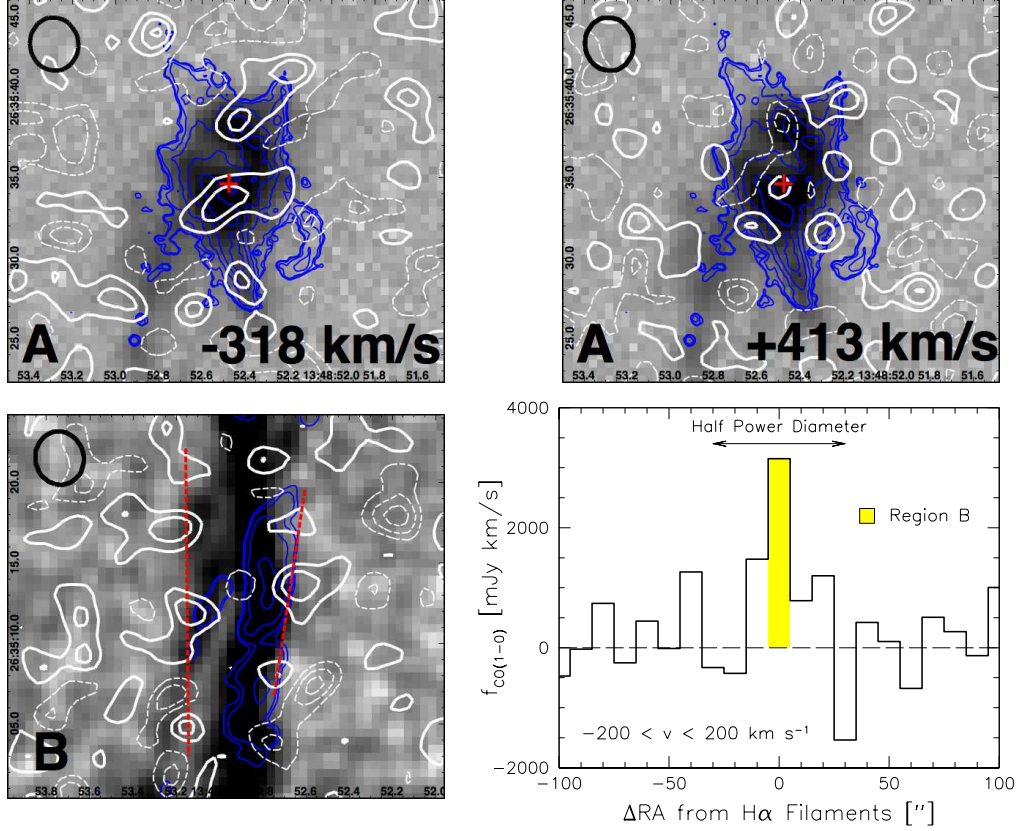 45.0
26:35:40.0
35.0
30.0
25.0
A -318 km/s
53.4 53.2 53.0 52.8 52.6 52.4 52.2 13:48:52.0 51.8 51.6
45.0
26:35:40.0
35.0
30.0
25.0
A +413 km/s
53.4 53.2 53.0 52.8 52.6 52.4 52.2 13:48:52.0 51.8 51.6
20.0
15.0
26:35:10.0
05.0
B
53.8 53.6 53.4 53.2 13:4 52.8 52.6 52.4 52.2 52.0
4000
2000
0
−2000
f_CO(1−0) [mJy km/s]
Half Power Diameter
Region B
−200 < v < 200 km s⁻¹
−100 −50 0 50 100
ΔRA from Hα Filaments ["]